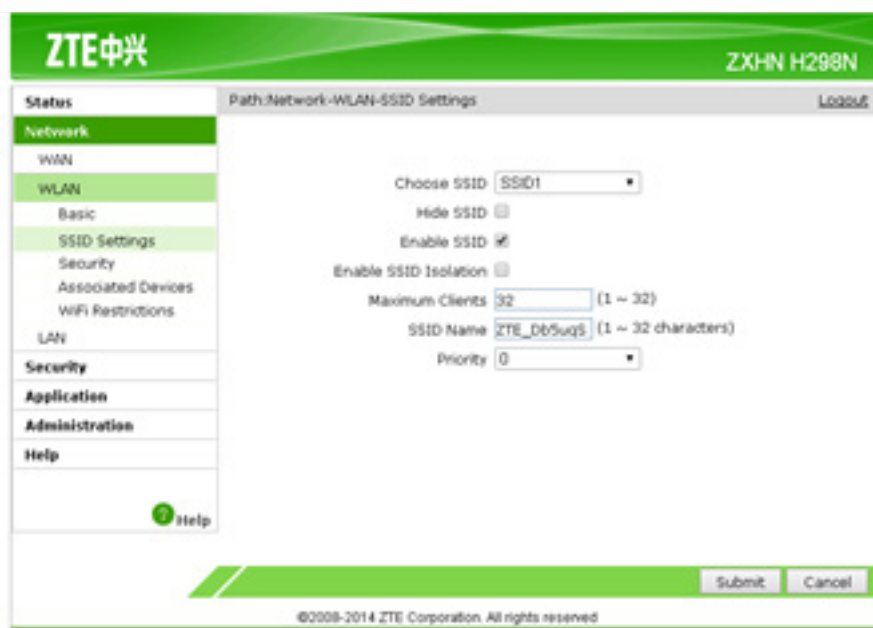 ZTE中兴
ZXHN H298N
Status
Path:Network-WLAN-SSID Settings
Logout
Network
WAN
WLAN
Basic
SSID Settings
Security
Associated Devices
WiFi Restrictions
LAN
Security
Application
Administration
Help
Help
Choose SSID SSID1
Hide SSID
Enable SSID
Enable SSID Isolation
Maximum Clients 32 (1 ~ 32)
SSID Name ZTE_Db5uqS (1 ~ 32 characters)
Priority 0
Submit Cancel
©2008-2014 ZTE Corporation. All rights reserved